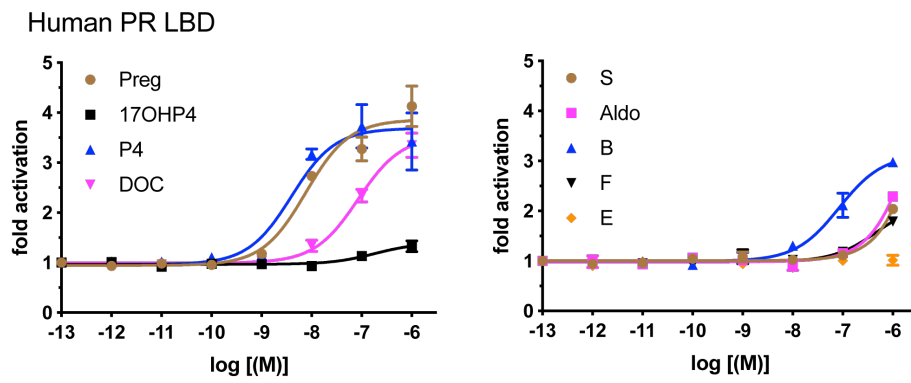 Human PR LBD
fold activation
5
4
3
2
1
0
Preg
17OHP4
P4
DOC
-13 -12 -11 -10 -9 -8 -7 -6
log [(M)]
fold activation
5
4
3
2
1
0
S
Aldo
B
F
E
-13 -12 -11 -10 -9 -8 -7 -6
log [(M)]